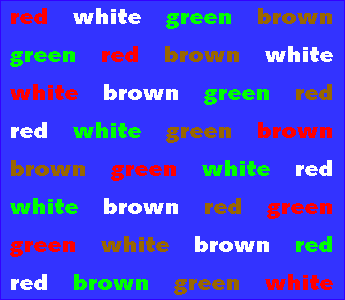 red white green brown
green red brown white
white brown green red
red white green brown
brown green white red
white brown red green
green white brown red
red brown green white